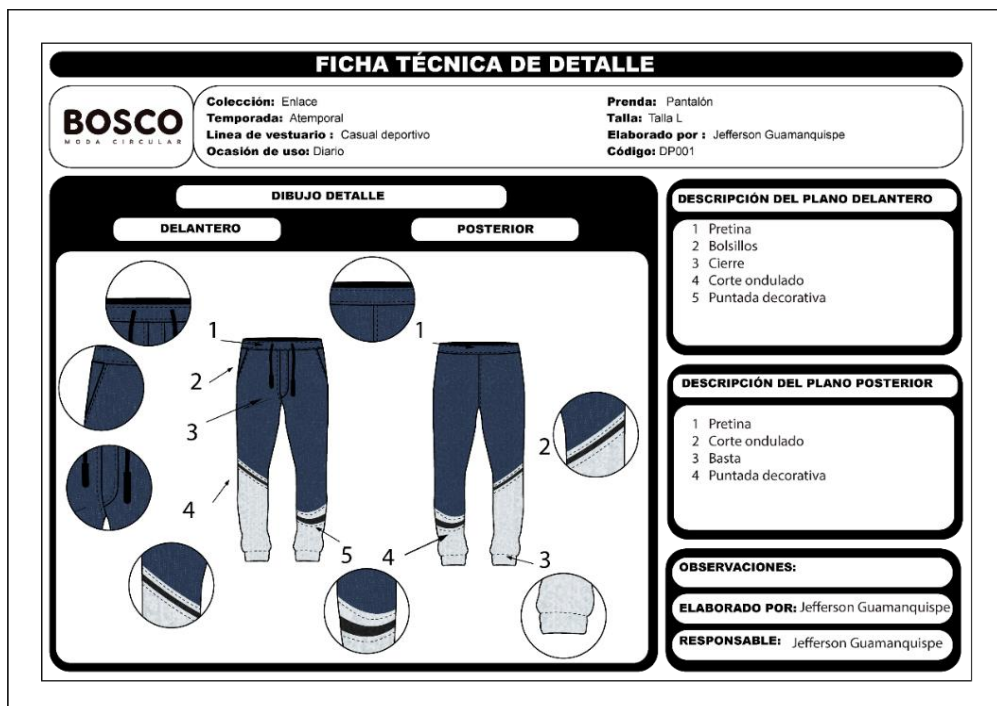 FICHA TÉCNICA DE DETALLE
BOSCO
MODA CIRCULAR
Colección: Enlace
Temporada: Atemporal
Linea de vestuario : Casual deportivo
Ocasión de uso: Diario
Prenda: Pantalón
Talla: Talla L
Elaborado por : Jefferson Guamanquispe
Código: DP001
DIBUJO DETALLE
DELANTERO
POSTERIOR
1
2
3
4
5
1
2
4
3
DESCRIPCIÓN DEL PLANO DELANTERO
1 Pretina
2 Bolsillos
3 Cierre
4 Corte ondulado
5 Puntada decorativa
DESCRIPCIÓN DEL PLANO POSTERIOR
1 Pretina
2 Corte ondulado
3 Basta
4 Puntada decorativa
OBSERVACIONES:
ELABORADO POR: Jefferson Guamanquispe
RESPONSABLE: Jefferson Guamanquispe